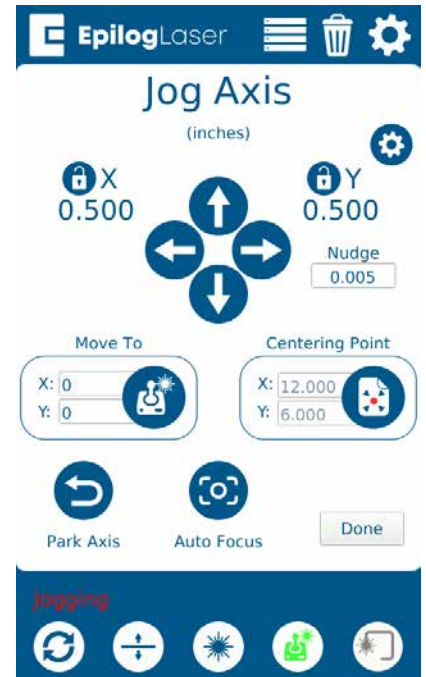 EpilogLaser
Jog Axis
(inches)
X
0.500
Y
0.500
Nudge
0.005
Move To
X: 0
Y: 0
Centering Point
X: 12.000
Y: 6.000
Park Axis
Auto Focus
Done
Jogging